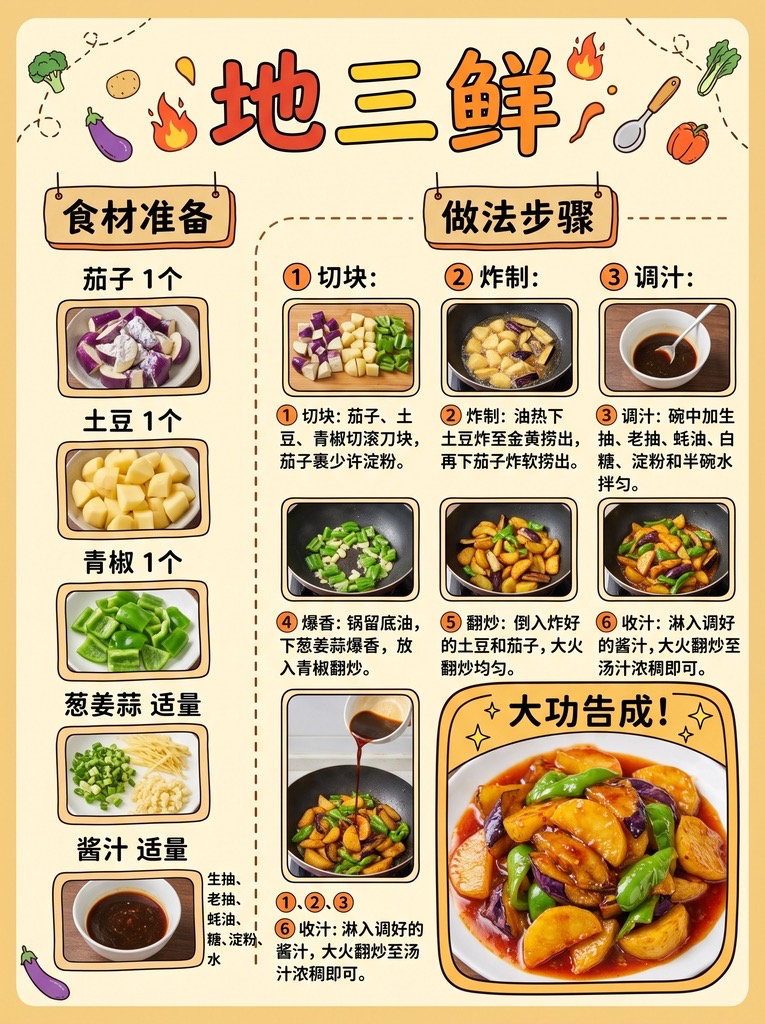 地三鲜
食材准备
茄子 1个
土豆 1个
青椒 1个
葱姜蒜 适量
酱汁 适量
生抽、
老抽、
蚝油、
糖、淀粉、
水
做法步骤
1 切块：
1 切块：茄子、土
豆、青椒切滚刀块，
茄子裹少许淀粉。
2 炸制：
2 炸制：油热下
土豆炸至金黄捞出，
再下茄子炸软捞出。
3 调汁：
3 调汁：碗中加生
抽、老抽、蚝油、白
糖、淀粉和半碗水
拌匀。
4 爆香：锅留底油，
下葱姜蒜爆香，放
入青椒翻炒。
5 翻炒：倒入炸好
的土豆和茄子，大火
翻炒均匀。
6 收汁：淋入调好
的酱汁，大火翻炒至
汤汁浓稠即可。
1、2、3
6 收汁：淋入调好的
酱汁，大火翻炒至汤
汁浓稠即可。
大功告成！